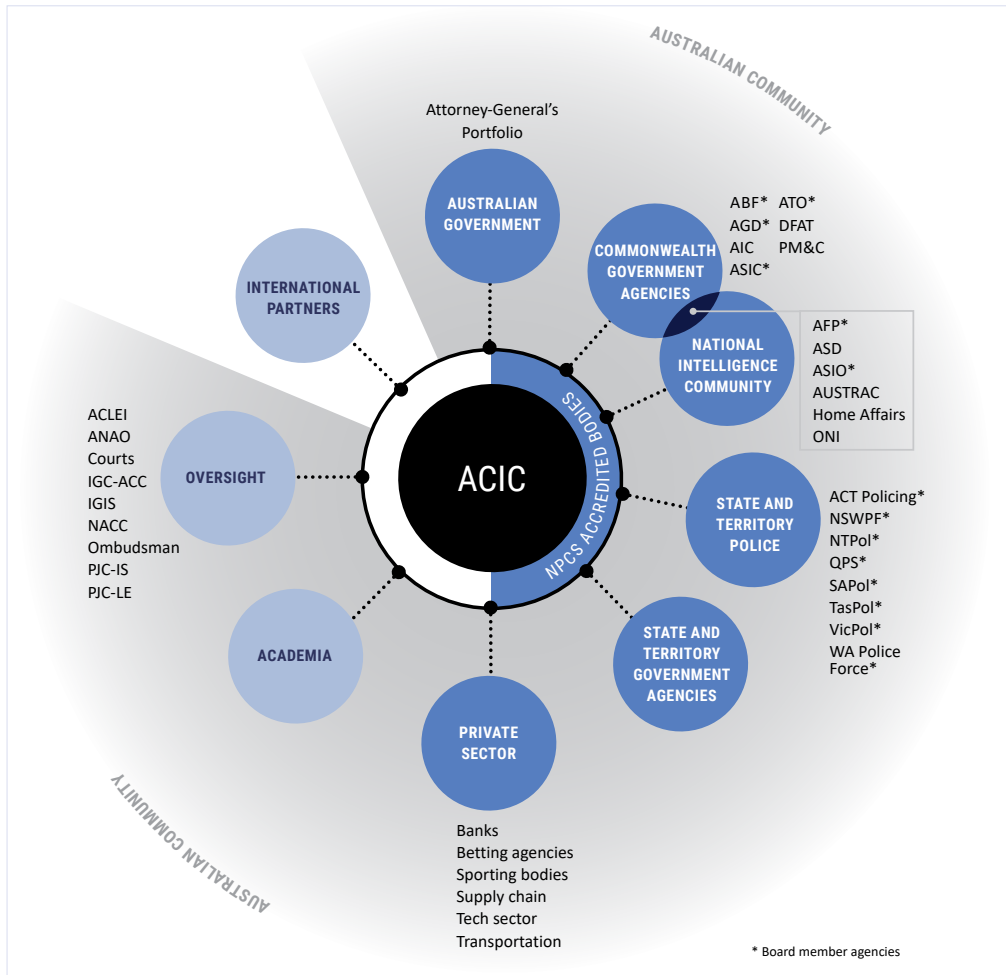 AUSTRALIAN COMMUNITY
Attorney-General's
Portfolio
AUSTRALIAN
GOVERNMENT
COMMONWEALTH
GOVERNMENT
AGENCIES
ABF* ATO*
AGD* DFAT
AIC PM&C
ASIC*
INTERNATIONAL
PARTNERS
NATIONAL
INTELLIGENCE
COMMUNITY
AFP*
ASD
ASIO*
AUSTRAC
Home Affairs
ONI
ACLEI
ANAO
Courts
IGC-ACC
IGIS
NACC
Ombudsman
PJC-IS
PJC-LE
OVERSIGHT
ACIC
NPCS ACCREDITED BODIES
STATE AND
TERRITORY
POLICE
ACT Policing*
NSWPF*
NTPol*
QPS*
SAPol*
TasPol*
VicPol*
WA Police
Force*
ACADEMIA
STATE AND
TERRITORY
GOVERNMENT
AGENCIES
PRIVATE
SECTOR
AUSTRALIAN COMMUNITY
Banks
Betting agencies
Sporting bodies
Supply chain
Tech sector
Transportation
* Board member agencies